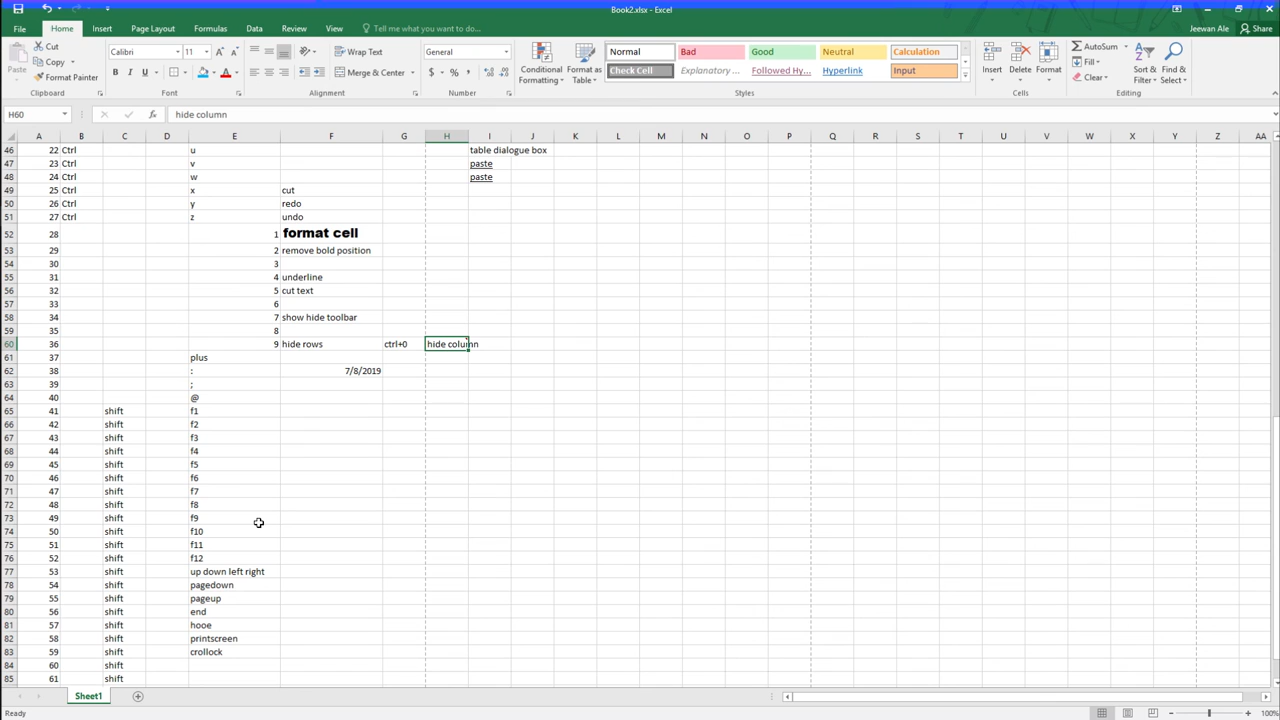 Book2.xlsx - Excel
File Home Insert Page Layout Formulas Data Review View Tell me what you want to do... Jeewan Ale Share
Cut Calibri 11 Wrap Text General Normal Bad Good Neutral Calculation AutoSum
Copy Fill
Paste Format Painter Merge & Center Conditional Formatting Format as Table Check Cell Explanatory ... Followed Hy... Hyperlink Input Insert Delete Format Clear Sort & Filter Find & Select
Clipboard Font Alignment Number Styles Cells Editing
H60 hide column
A B C D E F G H I J K L M N O P Q R S T U V W X Y Z AA
46 22 Ctrl u table dialogue box
47 23 Ctrl v paste
48 24 Ctrl w paste
49 25 Ctrl x cut
50 26 Ctrl y redo
51 27 Ctrl z undo
52 28 1 format cell
53 29 2 remove bold position
54 30 3
55 31 4 underline
56 32 5 cut text
57 33 6
58 34 7 show hide toolbar
59 35 8
60 36 9 hide rows ctrl+0 hide column
61 37 plus
62 38 : 7/8/2019
63 39 ;
64 40 @
65 41 shift f1
66 42 shift f2
67 43 shift f3
68 44 shift f4
69 45 shift f5
70 46 shift f6
71 47 shift f7
72 48 shift f8
73 49 shift f9
74 50 shift f10
75 51 shift f11
76 52 shift f12
77 53 shift up down left right
78 54 shift pagedown
79 55 shift pageup
80 56 shift end
81 57 shift hooe
82 58 shift printscreen
83 59 shift crollock
84 60 shift
85 61 shift
Sheet1
Ready 100%